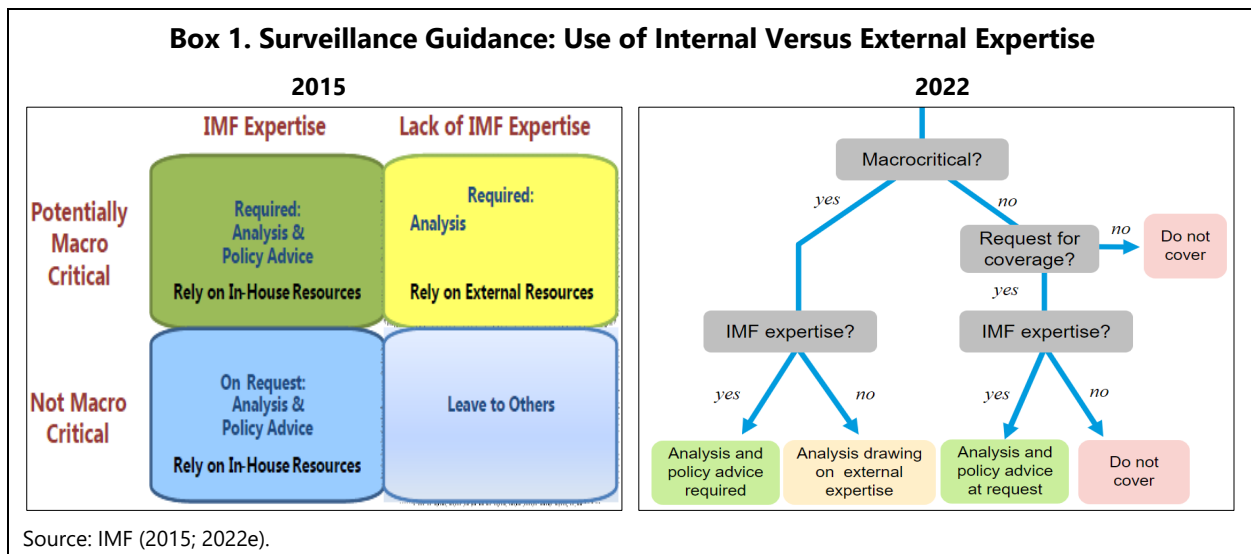 Box 1. Surveillance Guidance: Use of Internal Versus External Expertise
2015
IMF Expertise
Lack of IMF Expertise
Potentially
Macro
Critical
Required:
Analysis &
Policy Advice
Rely on In-House Resources
Required:
Analysis
Rely on External Resources
Not Macro
Critical
On Request:
Analysis &
Policy Advice
Rely on In-House Resources
Leave to Others
2022
Macrocritical?
yes
no
Request for
coverage?
no
Do not
cover
yes
IMF expertise?
IMF expertise?
yes
no
yes
no
Analysis and
policy advice
required
Analysis drawing
on external
expertise
Analysis and
policy advice
at request
Do not
cover
Source: IMF (2015; 2022e).